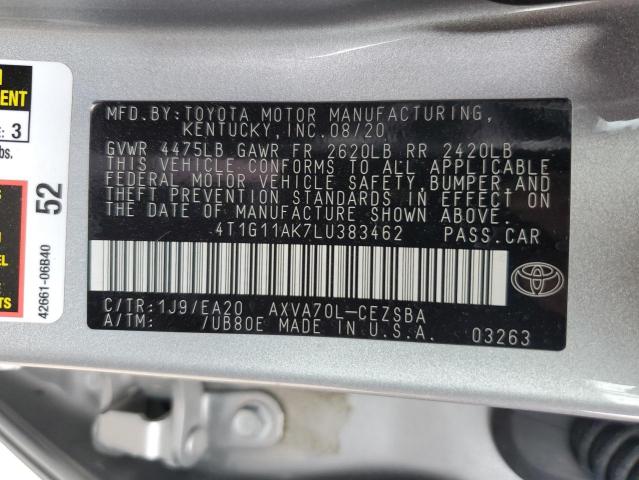 MFD. BY: TOYOTA MOTOR MANUFACTURING,
KENTUCKY, INC. 08/20
GVWR 4475LB GAWR FR 2620LB RR 2420LB
THIS VEHICLE CONFORMS TO ALL APPLICABLE
FEDERAL MOTOR VEHICLE SAFETY, BUMPER, AND
THEFT PREVENTION STANDARDS IN EFFECT ON
THE DATE OF MANUFACTURE SHOWN ABOVE.
4T1G11AK7LU383462 PASS. CAR
C/TR: 1J9/EA20 AXVA70L-CEZSBA
A/TM: 7UB80E MADE IN U.S.A. 03263
: 3
bs.
52
42661-06B40